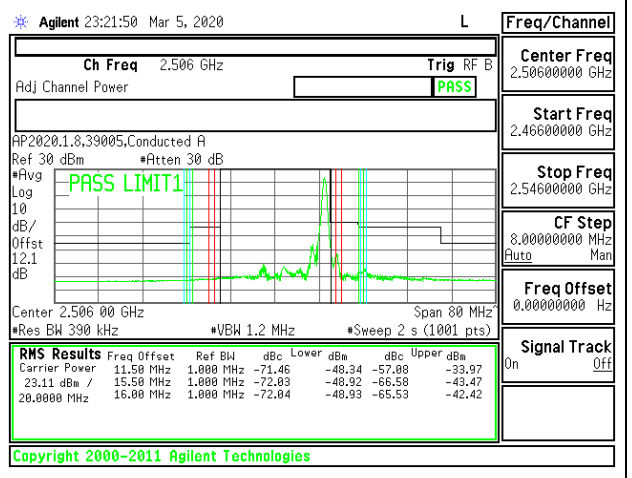 Agilent 23:21:50 Mar 5, 2020 L
Freq/Channel
Ch Freq 2.506 GHz Trig RF B
Adj Channel Power PASS
Center Freq
2.50600000 GHz
Start Freq
2.46600000 GHz
Stop Freq
2.54600000 GHz
CF Step
8.00000000 MHz
Auto Man
Freq Offset
0.00000000 Hz
Signal Track
On Off
AP2020.1.8,39005,Conducted A
Ref 30 dBm #Atten 30 dB
#Avg
Log
10
dB/
Offst
12.1
dB
PASS LIMIT1
Center 2.506 00 GHz Span 80 MHz^
#Res BW 390 kHz #VBW 1.2 MHz #Sweep 2 s (1001 pts)
RMS Results Freq Offset Ref BW dBc Lower dBm dBc Upper dBm
Carrier Power 11.50 MHz 1.000 MHz -71.46 -48.34 -57.08 -33.97
23.11 dBm / 15.50 MHz 1.000 MHz -72.03 -48.92 -66.58 -43.47
20.0000 MHz 16.00 MHz 1.000 MHz -72.04 -48.93 -65.53 -42.42
Copyright 2000-2011 Agilent Technologies